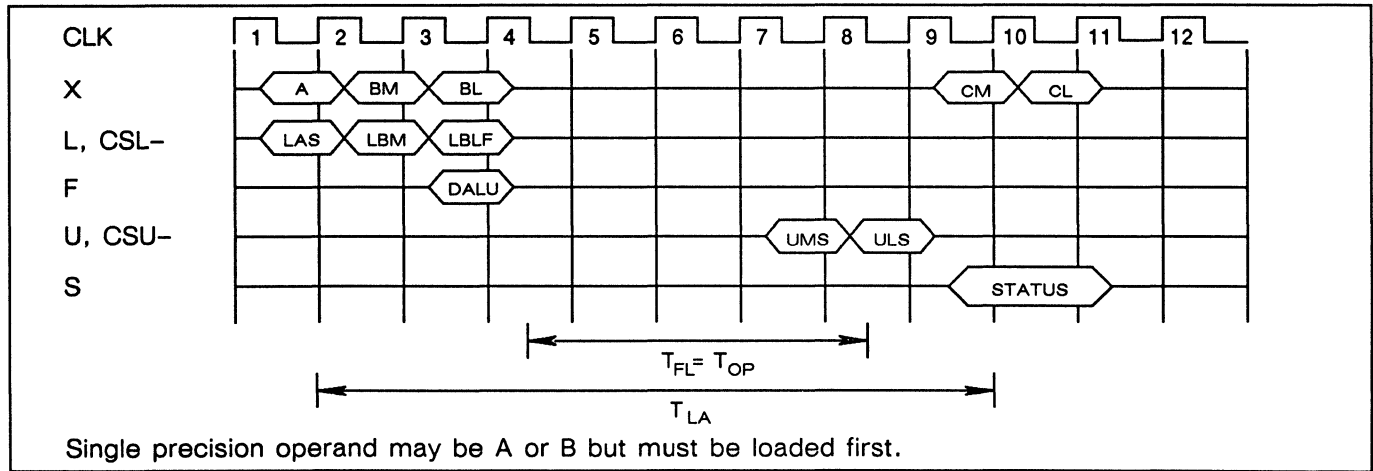 CLK 1 2 3 4 5 6 7 8 9 10 11 12
X A BM BL CM CL
L, CSL– LAS LBM LBLF
F DALU
U, CSU– UMS ULS
S STATUS
TFL= TOP
TLA
Single precision operand may be A or B but must be loaded first.